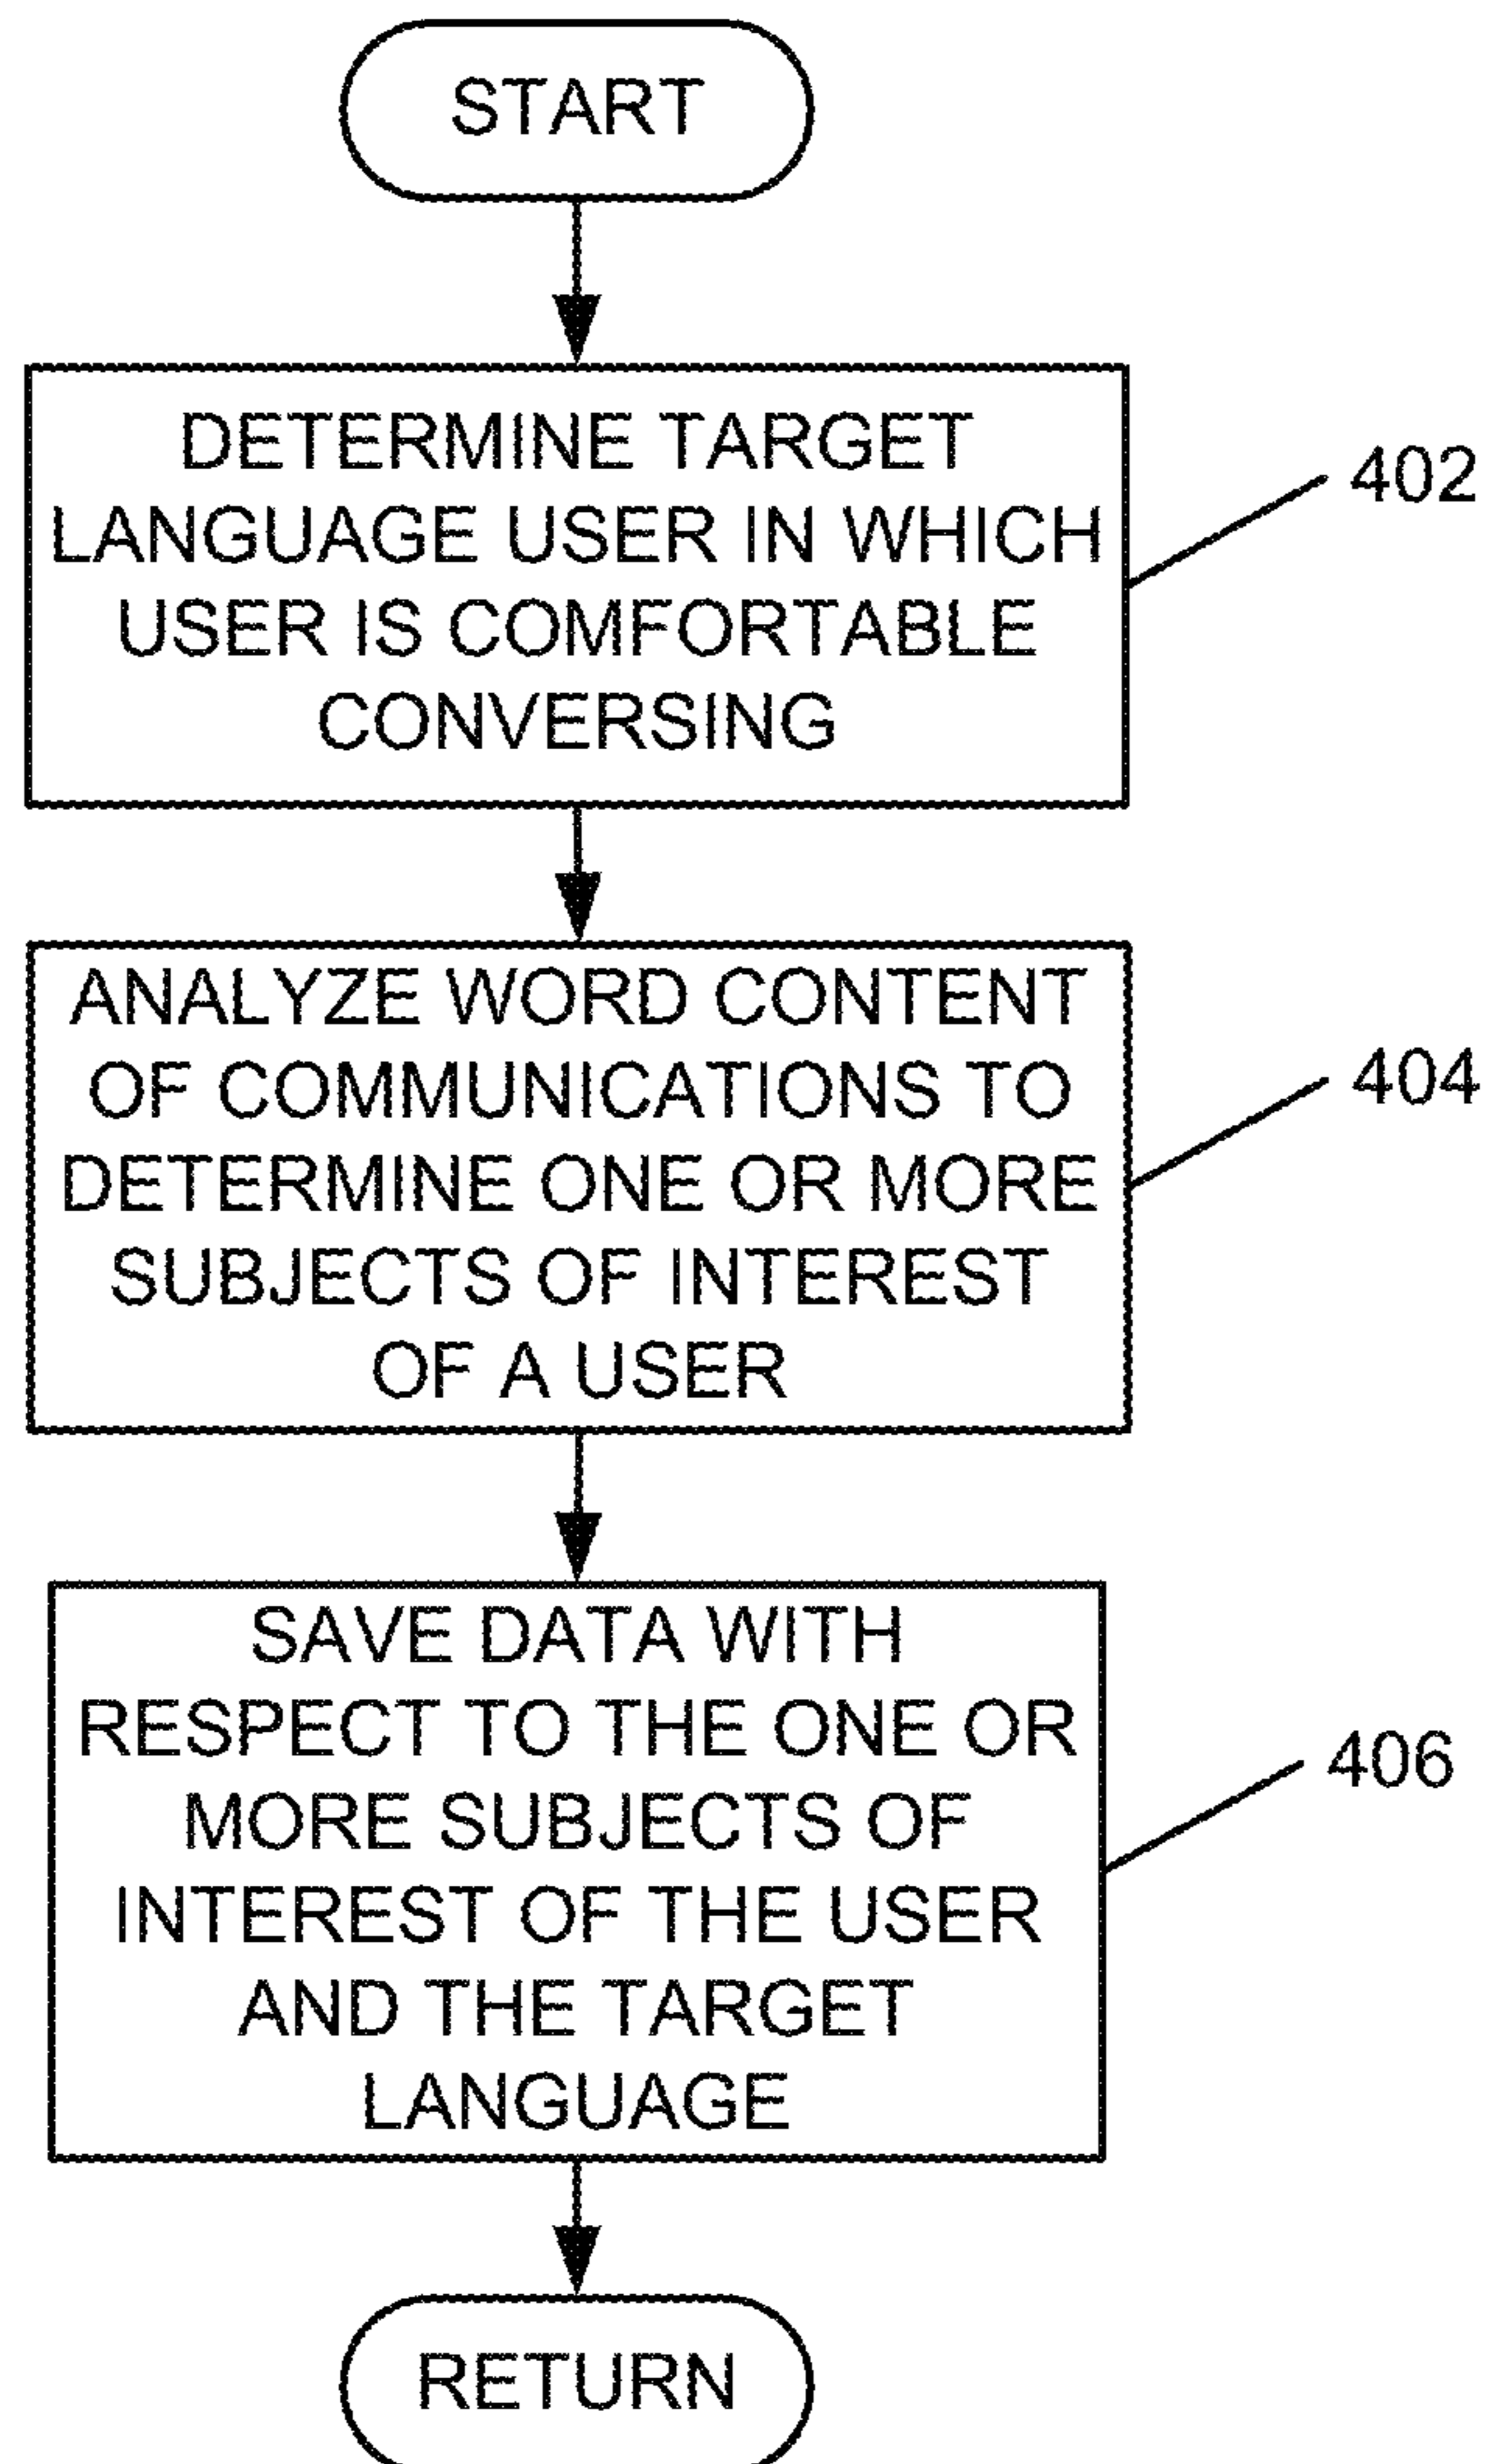 START
DETERMINE TARGET
LANGUAGE USER IN WHICH
USER IS COMFORTABLE
CONVERSING
402
ANALYZE WORD CONTENT
OF COMMUNICATIONS TO
DETERMINE ONE OR MORE
SUBJECTS OF INTEREST
OF A USER
404
SAVE DATA WITH
RESPECT TO THE ONE OR
MORE SUBJECTS OF
INTEREST OF THE USER
AND THE TARGET
LANGUAGE
406
RETURN